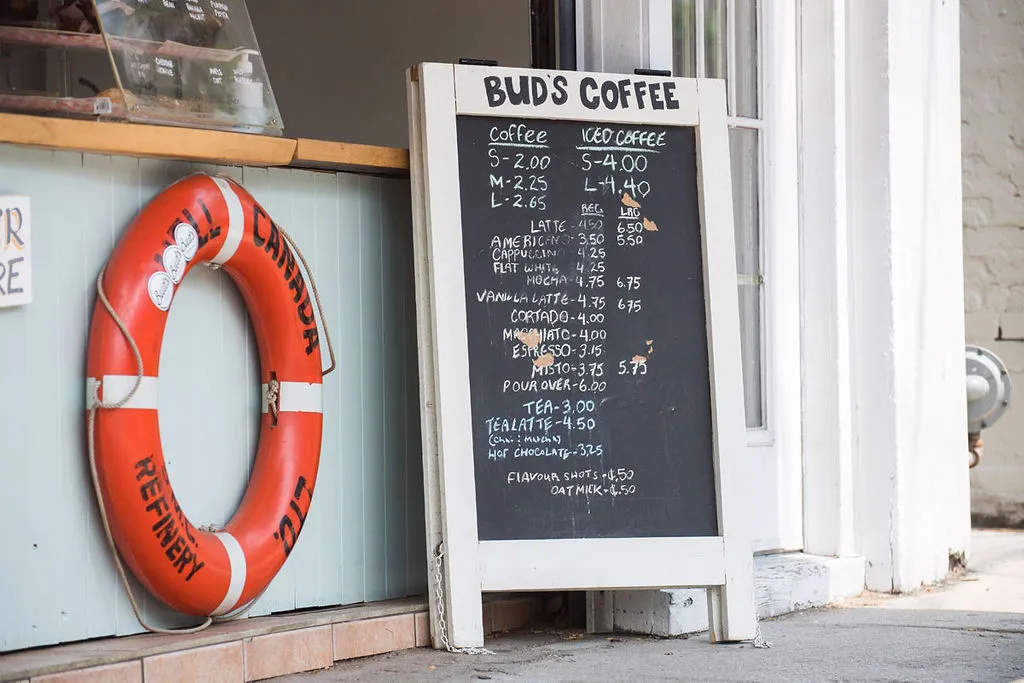 BUD'S COFFEE
Coffee
S-2.00
M-2.25
L-2.65
ICED COFFEE
S-4.00
L-4.40
REG. LRG
LATTE-4.50 6.50
AMERICANO-3.50 5.50
CAPPUCCINO-4.25
FLAT WHITE-4.25
MOCHA-4.75 6.75
VANILLA LATTE-4.75 6.75
CORTADO-4.00
MACCHIATO-4.00
ESPRESSO-3.15
MISTO-3.75 5.75
POUR OVER-6.00
TEA-3.00
TEA LATTE-4.50
(Chai : Matcha)
HOT CHOCOLATE-3.25
FLAVOUR SHOTS-¢.50
OAT MILK-¢.50
CANADA
LTD.
REFINERY
RE